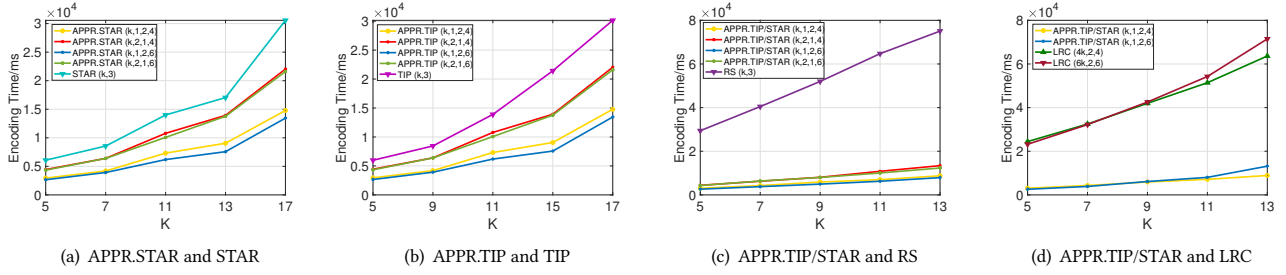 ×10⁴
3
2.5
2
1.5
1
0.5
0
Encoding Time/ms
APPR.STAR (k,1,2,4)
APPR.STAR (k,2,1,4)
APPR.STAR (k,1,2,6)
APPR.STAR (k,2,1,6)
STAR (k,3)
5 7 11 13 17
K
(a) APPR.STAR and STAR
×10⁴
3
2.5
2
1.5
1
0.5
0
Encoding Time/ms
APPR.TIP (k,1,2,4)
APPR.TIP (k,2,1,4)
APPR.TIP (k,1,2,6)
APPR.TIP (k,2,1,6)
TIP (k,3)
5 9 11 15 17
K
(b) APPR.TIP and TIP
×10⁴
8
6
4
2
0
Encoding Time/ms
APPR.TIP/STAR (k,1,2,4)
APPR.TIP/STAR (k,2,1,4)
APPR.TIP/STAR (k,1,2,6)
APPR.TIP/STAR (k,2,1,6)
RS (k,3)
5 7 9 11 13
K
(c) APPR.TIP/STAR and RS
×10⁴
8
6
4
2
0
Encoding Time/ms
APPR.TIP/STAR (k,1,2,4)
APPR.TIP/STAR (k,1,2,6)
LRC (4k,2,4)
LRC (6k,2,6)
5 7 9 11 13
K
(d) APPR.TIP/STAR and LRC